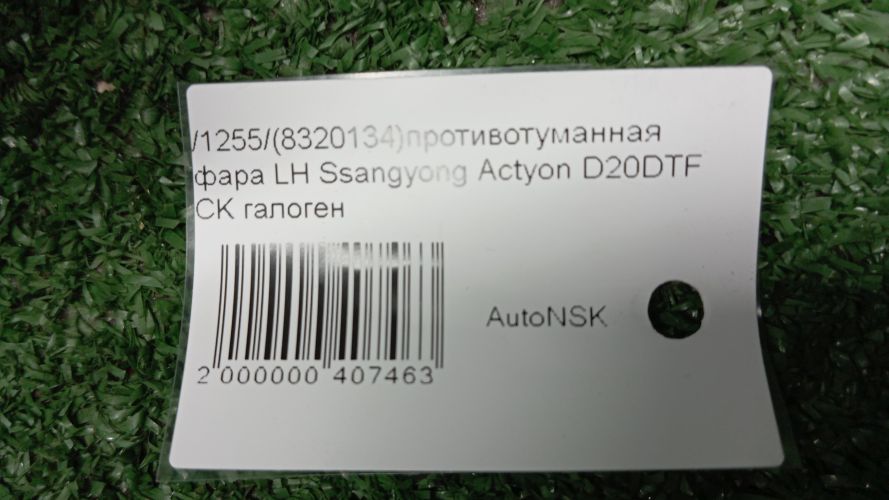 /1255/(8320134)противотуманная
фара LH Ssangyong Actyon D20DTF
CK галоген
AutoNSK
2 000000 407463